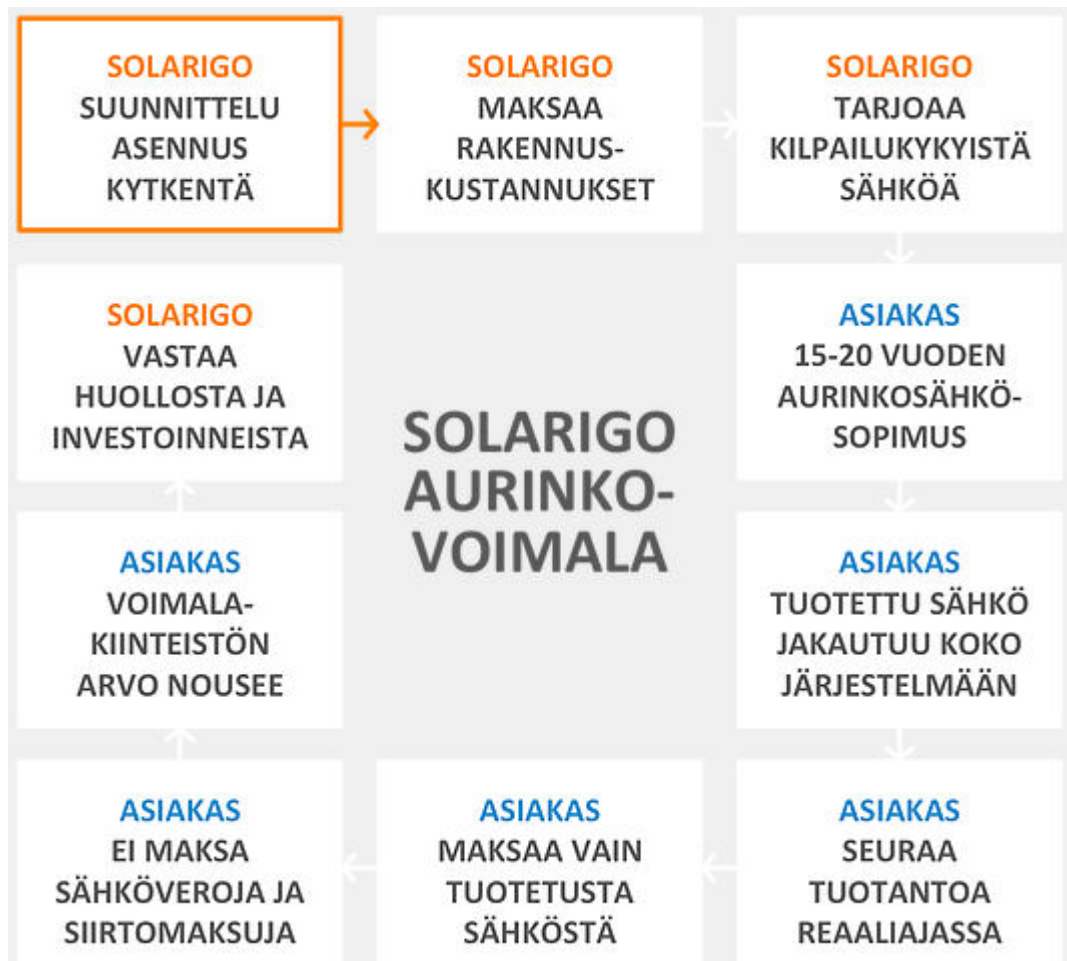 SOLARIGO
SUUNNITTELU
ASENNUS
KYTKENTÄ
SOLARIGO
MAKSAA
RAKENNUS-
KUSTANNUKSET
SOLARIGO
TARJOAA
KILPAILUKYKYISTÄ
SÄHKÖÄ
ASIAKAS
15-20 VUODEN
AURINKOSÄHKÖ-
SOPIMUS
ASIAKAS
TUOTETTU SÄHKÖ
JAKAUTUU KOKO
JÄRJESTELMÄÄN
ASIAKAS
SEURAA
TUOTANTOA
REAALIAJASSA
ASIAKAS
MAKSAA VAIN
TUOTETUSTA
SÄHKÖSTÄ
ASIAKAS
EI MAKSA
SÄHKÖVEROJA JA
SIIRTOMAKSUJA
ASIAKAS
VOIMALA-
KIINTEISTÖN
ARVO NOUSEE
SOLARIGO
VASTAA
HUOLLOSTA JA
INVESTOINNEISTA
SOLARIGO
AURINKO-
VOIMALA